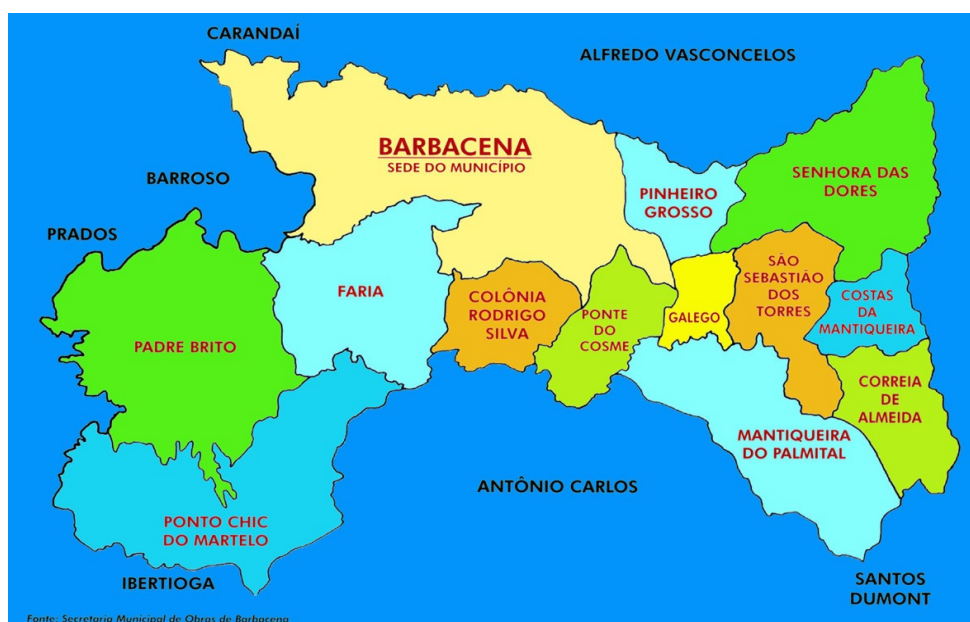 CARANDAÍ
ALFREDO VASCONCELOS
BARBACENA
SEDE DO MUNICÍPIO
BARROSO
PINHEIRO
GROSSO
SENHORA DAS
DORES
PRADOS
FARIA
COLÔNIA
RODRIGO
SILVA
PONTE
DO
COSME
GALEGO
SÃO
SEBASTIÃO
DOS
TORRES
COSTAS
DA
MANTIQUEIRA
PADRE BRITO
CORREIA
DE
ALMEIDA
MANTIQUEIRA
DO PALMITAL
ANTÔNIO CARLOS
PONTO CHIC
DO MARTELO
IBERTIOGA
SANTOS
DUMONT
Fonte: Secretaria Municipal de Obras de Barbacena